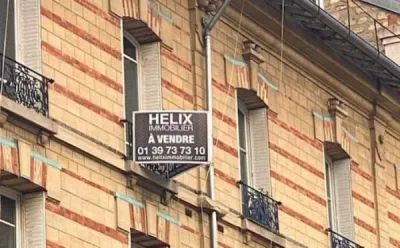 HELIX
IMMOBILIER
À VENDRE
01 39 73 73 10
www.heliximmobilier.com